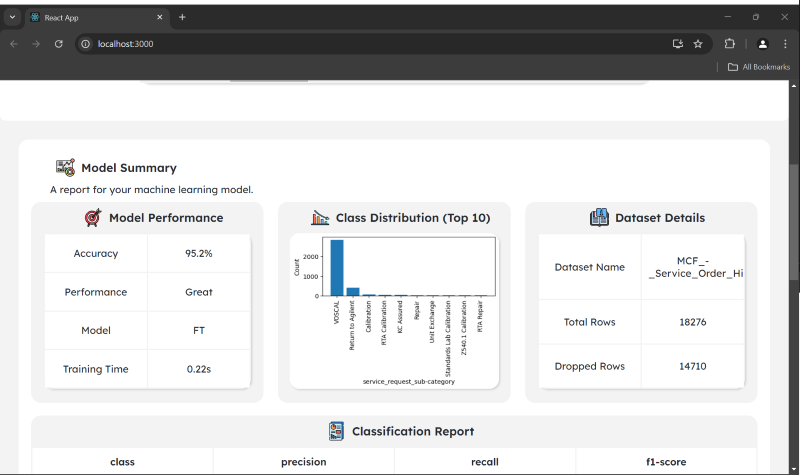 React App
localhost:3000
All Bookmarks
Model Summary
A report for your machine learning model.
Model Performance
Accuracy 95.2%
Performance Great
Model FT
Training Time 0.22s
Class Distribution (Top 10)
Count
2000
1000
0
VOSCAL
Return to Agilent
Calibration
RTA Calibration
KC Assured
Repair
Unit Exchange
Standards Lab Calibration
Z540.1 Calibration
RTA Repair
service_request_sub-category
Dataset Details
Dataset Name MCF_-
_Service_Order_Hi
Total Rows 18276
Dropped Rows 14710
Classification Report
class precision recall f1-score